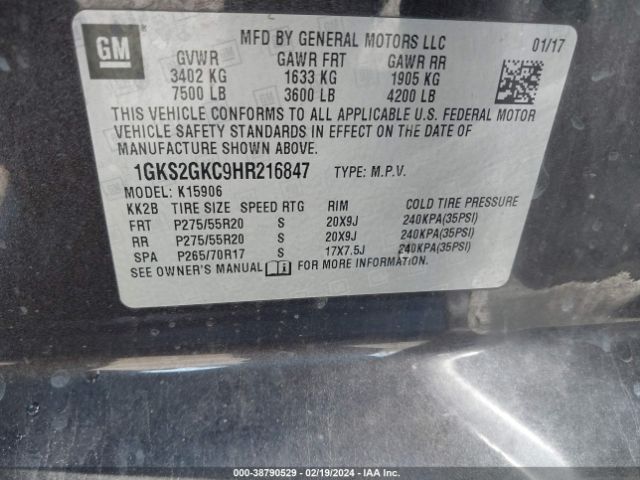 GM
MFD BY GENERAL MOTORS LLC 01/17
GVWR GAWR FRT GAWR RR
3402 KG 1633 KG 1905 KG
7500 LB 3600 LB 4200 LB
THIS VEHICLE CONFORMS TO ALL APPLICABLE U.S. FEDERAL MOTOR
VEHICLE SAFETY STANDARDS IN EFFECT ON THE DATE OF
MANUFACTURE SHOWN ABOVE.
1GKS2GKC9HR216847 TYPE: M.P.V.
MODEL: K15906
KK2B TIRE SIZE SPEED RTG RIM COLD TIRE PRESSURE
FRT P275/55R20 S 20X9J 240KPA(35PSI)
RR P275/55R20 S 20X9J 240KPA(35PSI)
SPA P265/70R17 S 17X7.5J 240KPA(35PSI)
SEE OWNER'S MANUAL FOR MORE INFORMATION.
000-38790529 - 02/19/2024 - IAA Inc.